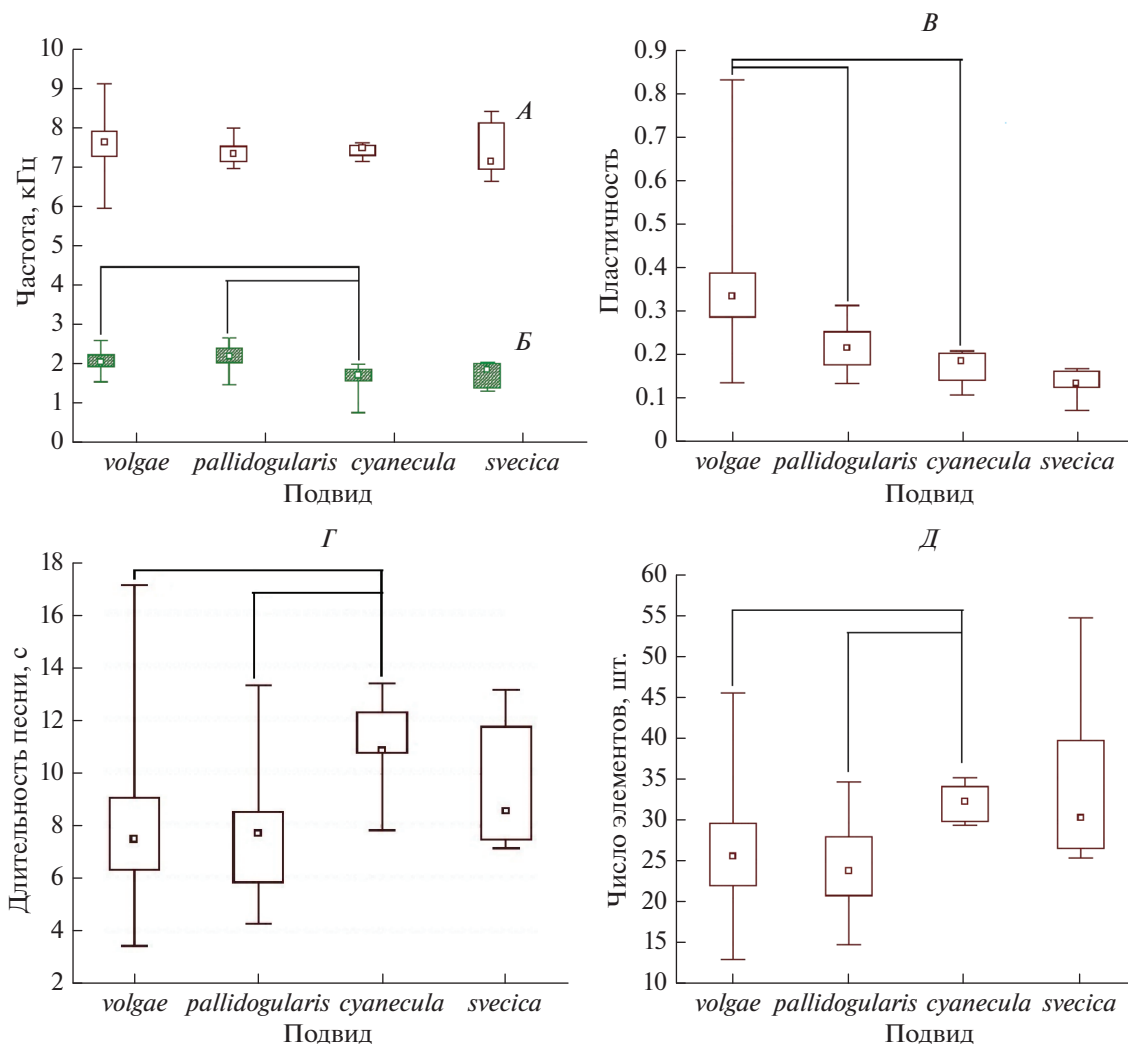 Частота, кГц
10
9
8
7
6
5
4
3
2
1
0
А
Б
volgae pallidogularis cyanecula svecica
Подвид
В
Пластичность
0.9
0.8
0.7
0.6
0.5
0.4
0.3
0.2
0.1
0
volgae pallidogularis cyanecula svecica
Подвид
Г
Длительность песни, с
18
16
14
12
10
8
6
4
2
volgae pallidogularis cyanecula svecica
Подвид
Д
Число элементов, шт.
60
55
50
45
40
35
30
25
20
15
10
volgae pallidogularis cyanecula svecica
Подвид